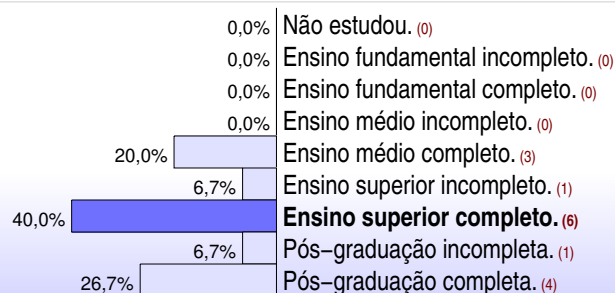 0,0% Não estudou. (0)
0,0% Ensino fundamental incompleto. (0)
0,0% Ensino fundamental completo. (0)
0,0% Ensino médio incompleto. (0)
20,0% Ensino médio completo. (3)
6,7% Ensino superior incompleto. (1)
40,0% Ensino superior completo. (6)
6,7% Pós−graduação incompleta. (1)
26,7% Pós−graduação completa. (4)